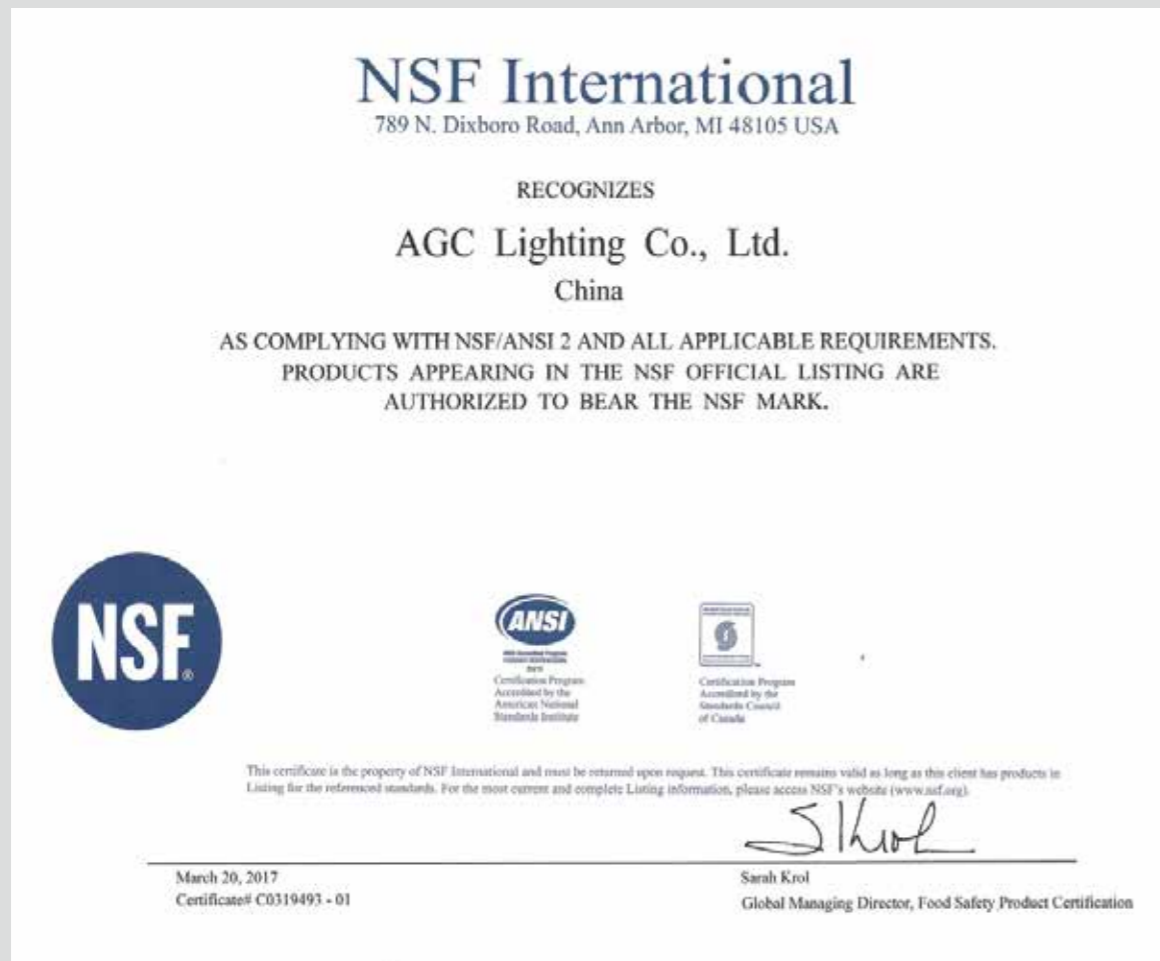 NSF International
789 N. Dixboro Road, Ann Arbor, MI 48105 USA
RECOGNIZES
AGC Lighting Co., Ltd.
China
AS COMPLYING WITH NSF/ANSI 2 AND ALL APPLICABLE REQUIREMENTS.
PRODUCTS APPEARING IN THE NSF OFFICIAL LISTING ARE
AUTHORIZED TO BEAR THE NSF MARK.
NSF®
ANSI
Certification Program
Accredited by the
American National
Standards Institute
Certification Program
Accredited by the
Standards Council
of Canada
This certificate is the property of NSF International and must be returned upon request. This certificate remains valid as long as this client has products in
Listing for the referenced standards. For the most current and complete Listing information, please access NSF's website (www.nsf.org).
S Krol
March 20, 2017
Certificate# C0319493 - 01
Sarah Krol
Global Managing Director, Food Safety Product Certification